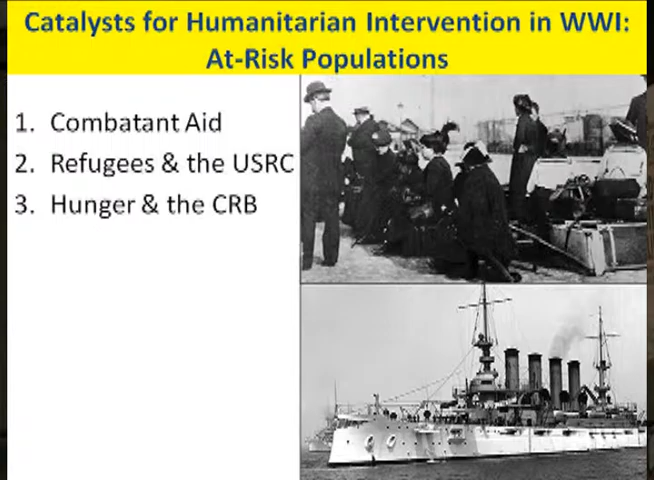 Catalysts for Humanitarian Intervention in WWI:
At-Risk Populations
1. Combatant Aid
2. Refugees & the USRC
3. Hunger & the CRB